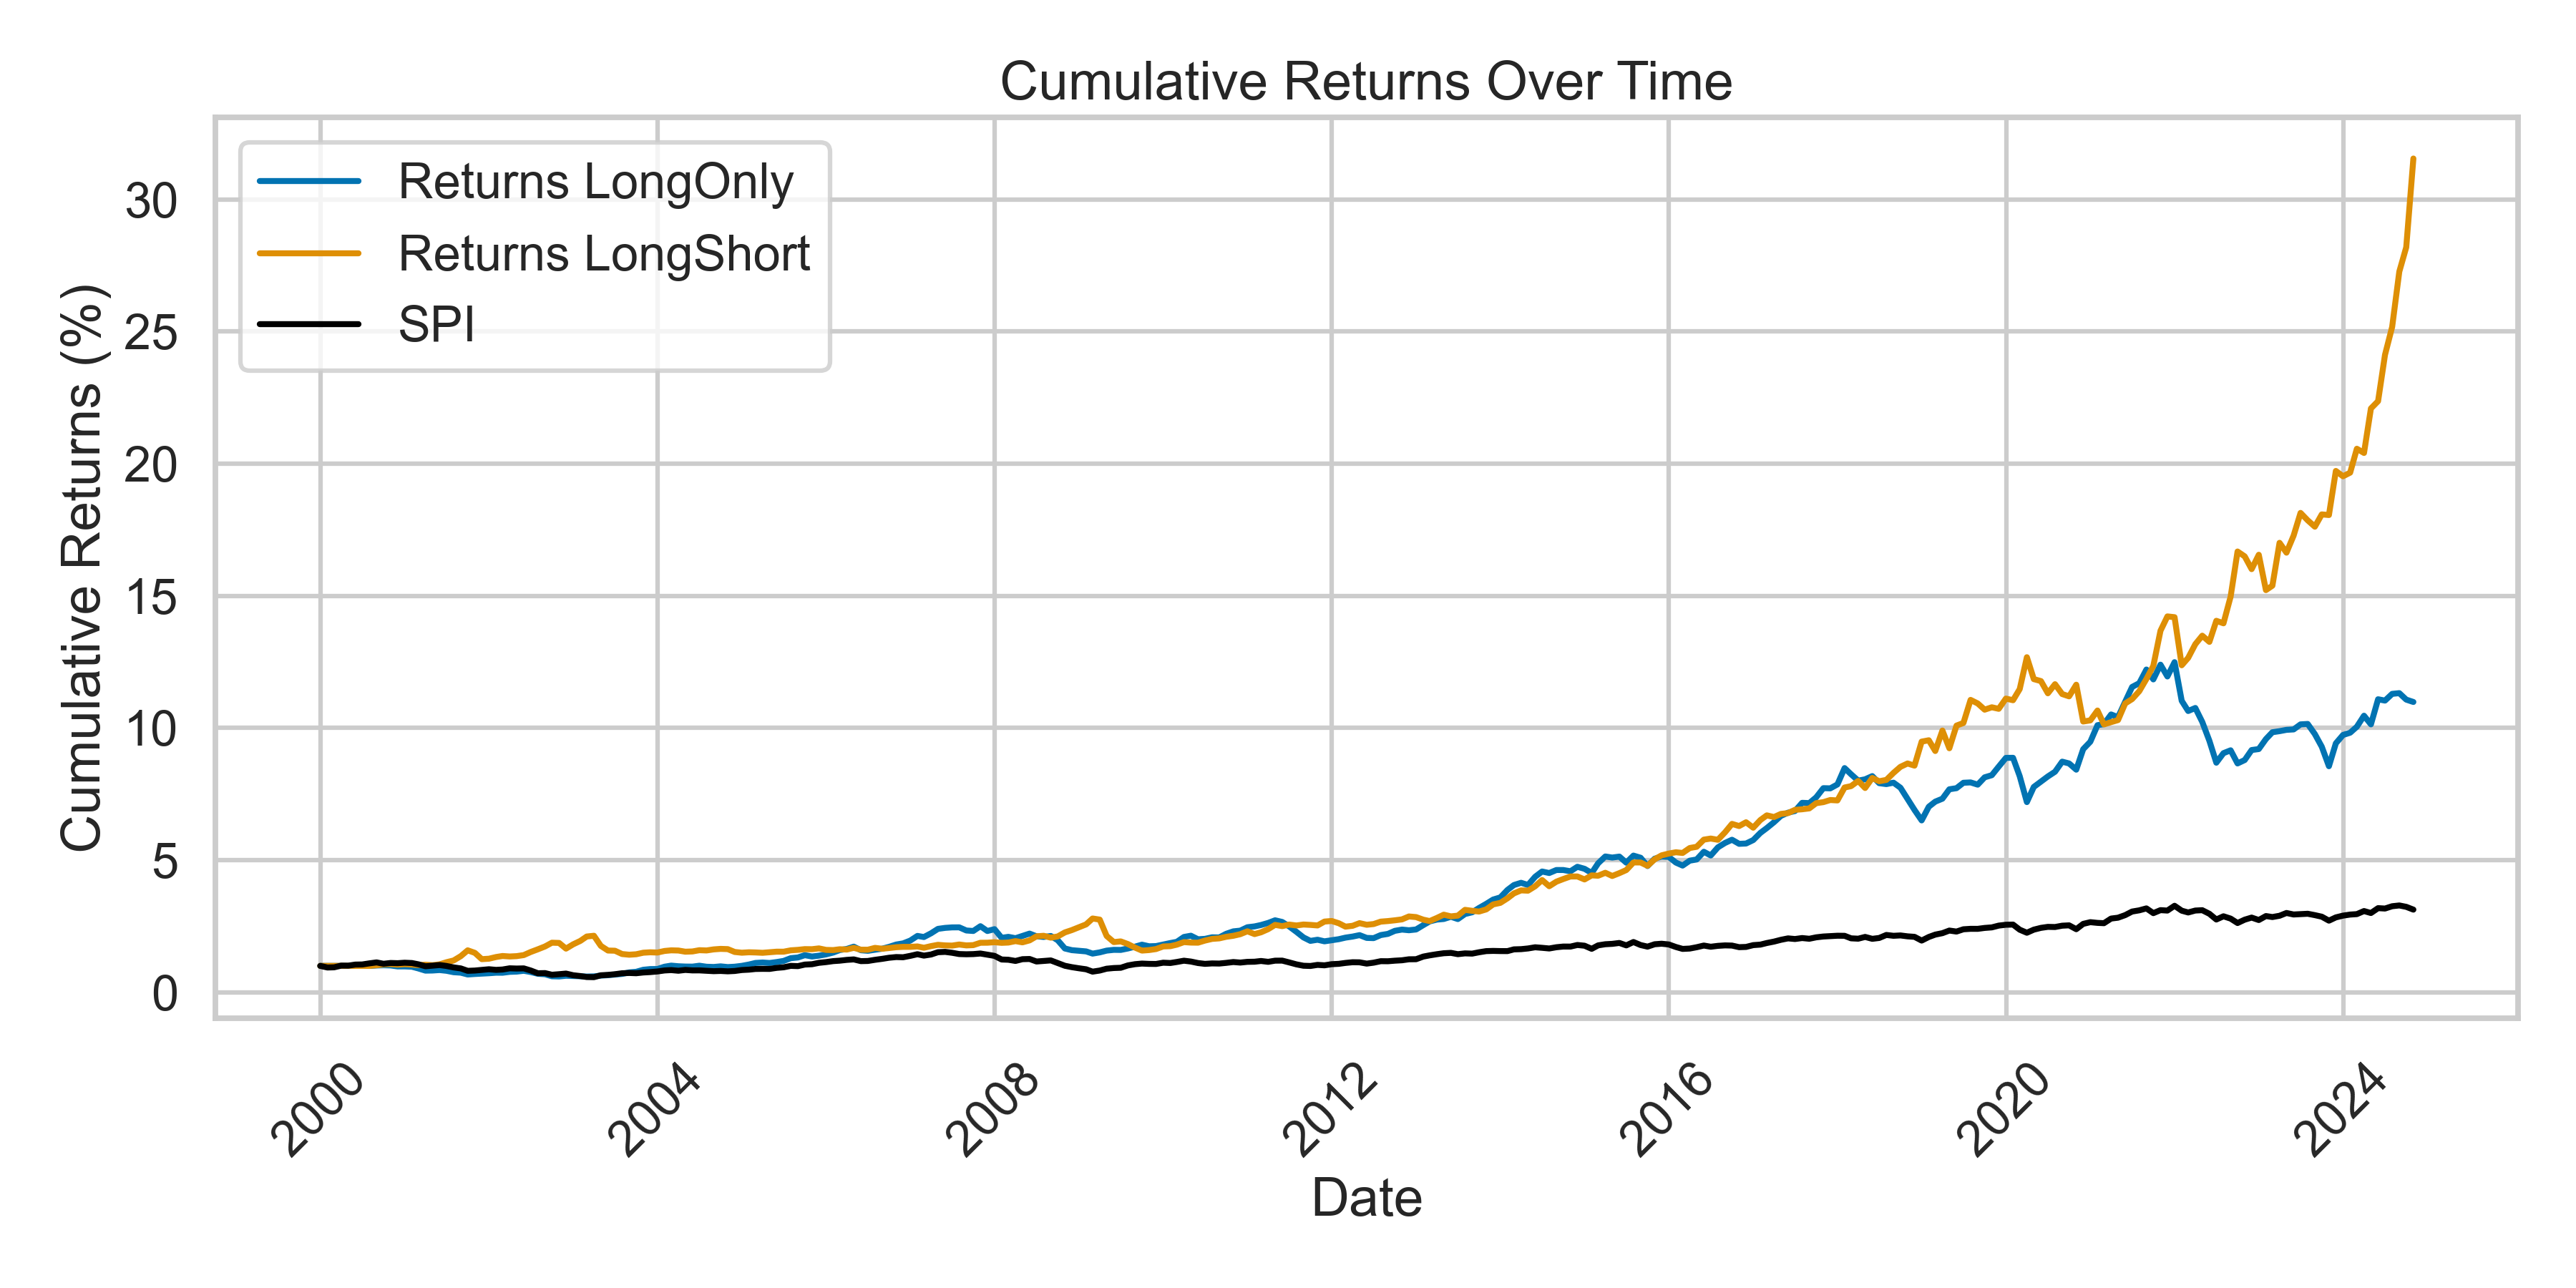 Cumulative Returns Over Time
Returns LongOnly
Returns LongShort
SPI
Cumulative Returns (%)
30
25
20
15
10
5
0
2000
2004
2008
2012
2016
2020
2024
Date